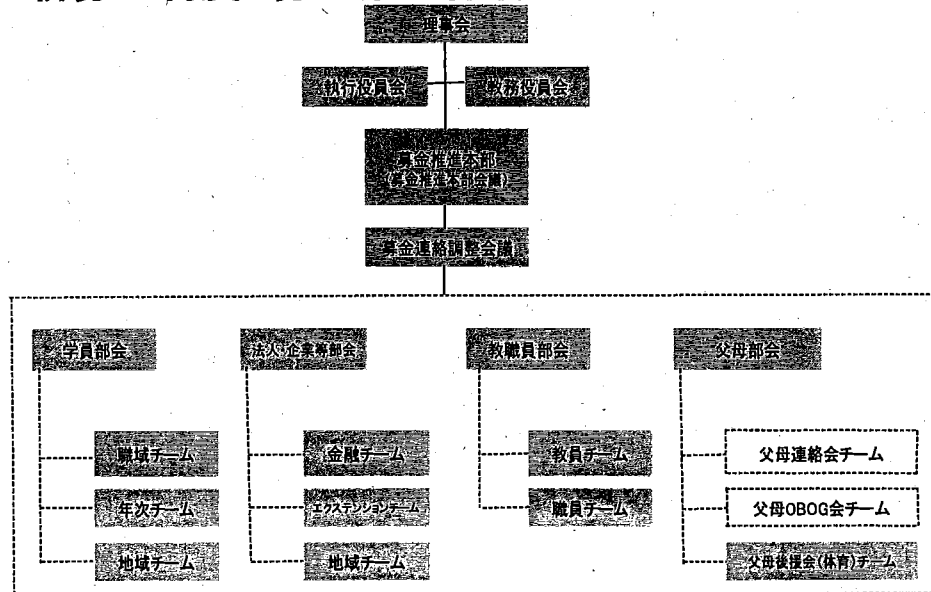 理事会
執行役員会
教務役員会
募金推進本部
(募金推進本部会議)
募金連絡調整会議
学員部会
法人・企業等部会
教職員部会
父母部会
職域チーム
金融チーム
教員チーム
父母連絡会チーム
年次チーム
エクステンションチーム
職員チーム
父母OBOG会チーム
地域チーム
地域チーム
父母後援会(体育)チーム